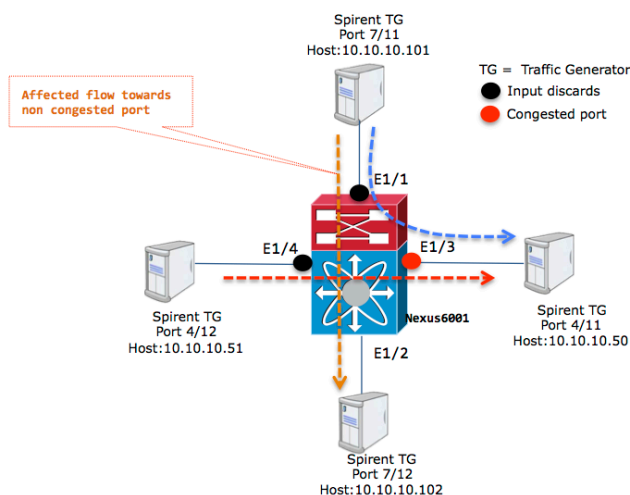 Spirent TG
Port 7/11
Host:10.10.10.101
TG = Traffic Generator
Input discards
Congested port
Affected flow towards
non congested port
E1/1
E1/4
E1/3
Spirent TG
Port 4/12
Host:10.10.10.51
Nexus6001
Spirent TG
Port 4/11
Host:10.10.10.50
E1/2
Spirent TG
Port 7/12
Host:10.10.10.102